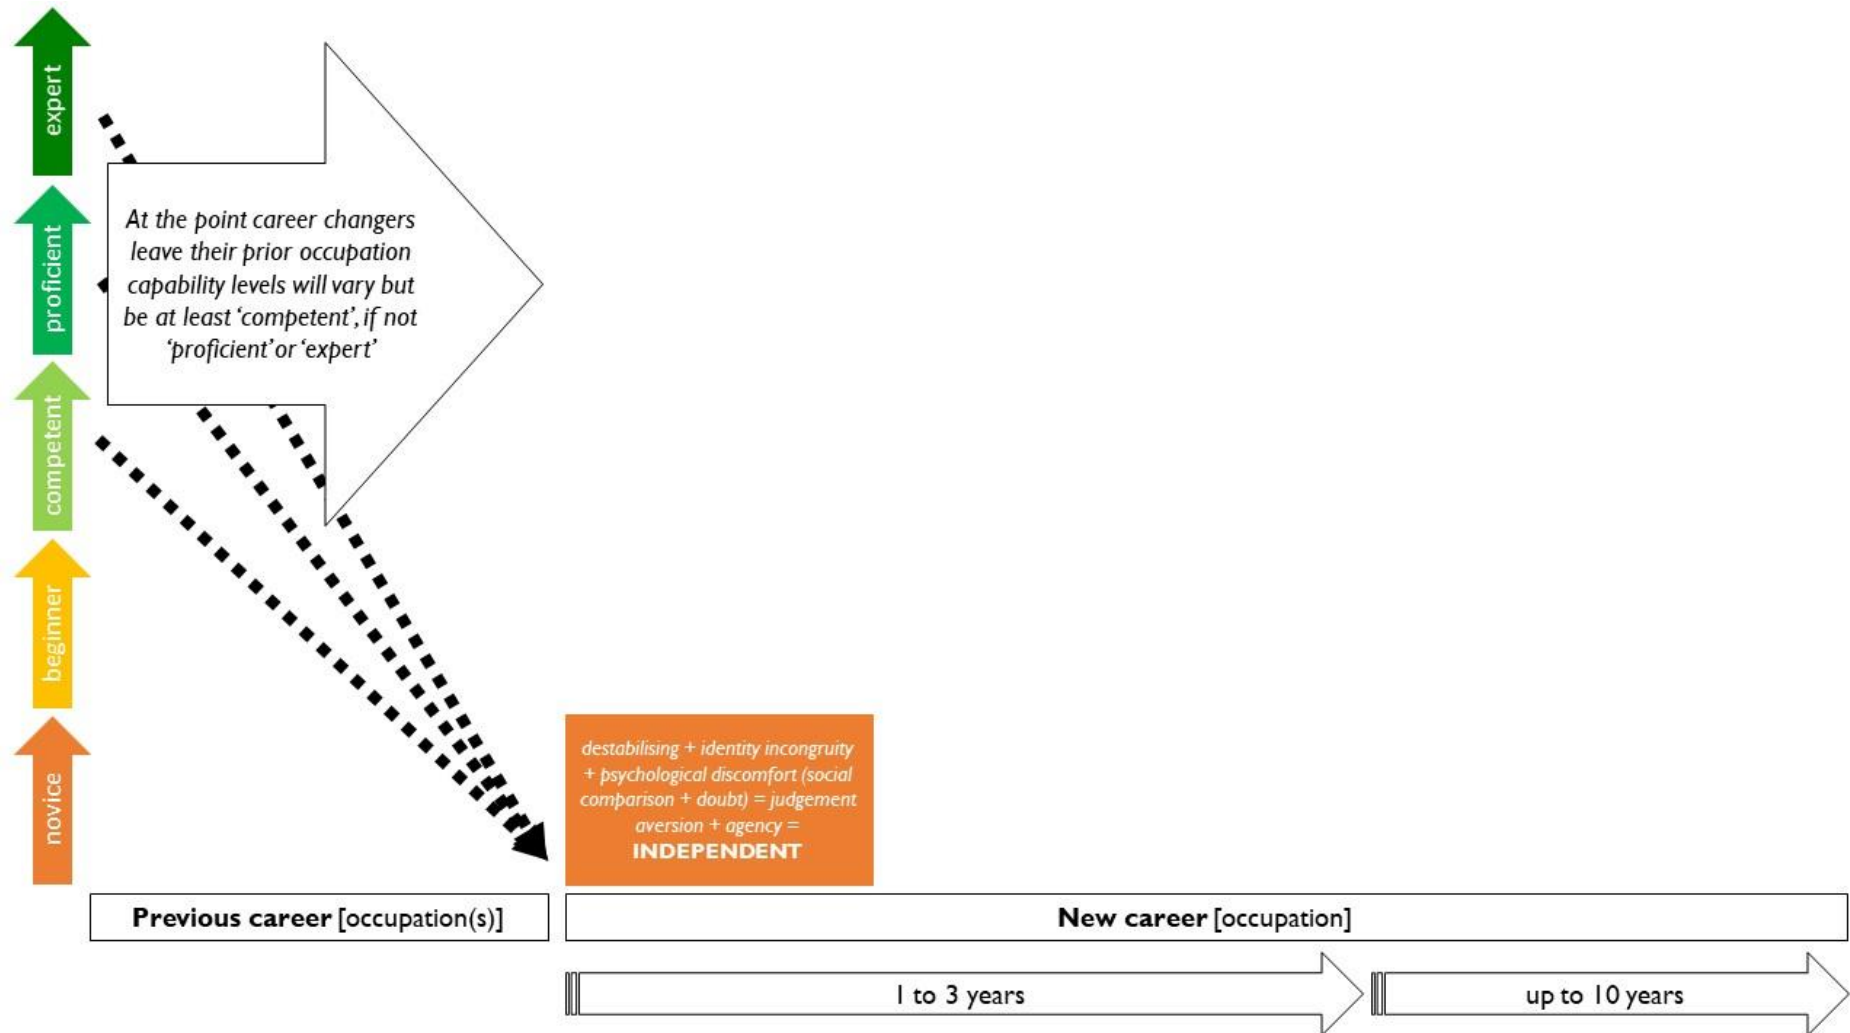 expert
proficient
competent
beginner
novice
At the point career changers
leave their prior occupation
capability levels will vary but
be at least ‘competent’, if not
‘proficient’ or ‘expert’
destabilising + identity incongruity
+ psychological discomfort (social
comparison + doubt) = judgement
aversion + agency =
INDEPENDENT
Previous career [occupation(s)]
New career [occupation]
1 to 3 years
up to 10 years